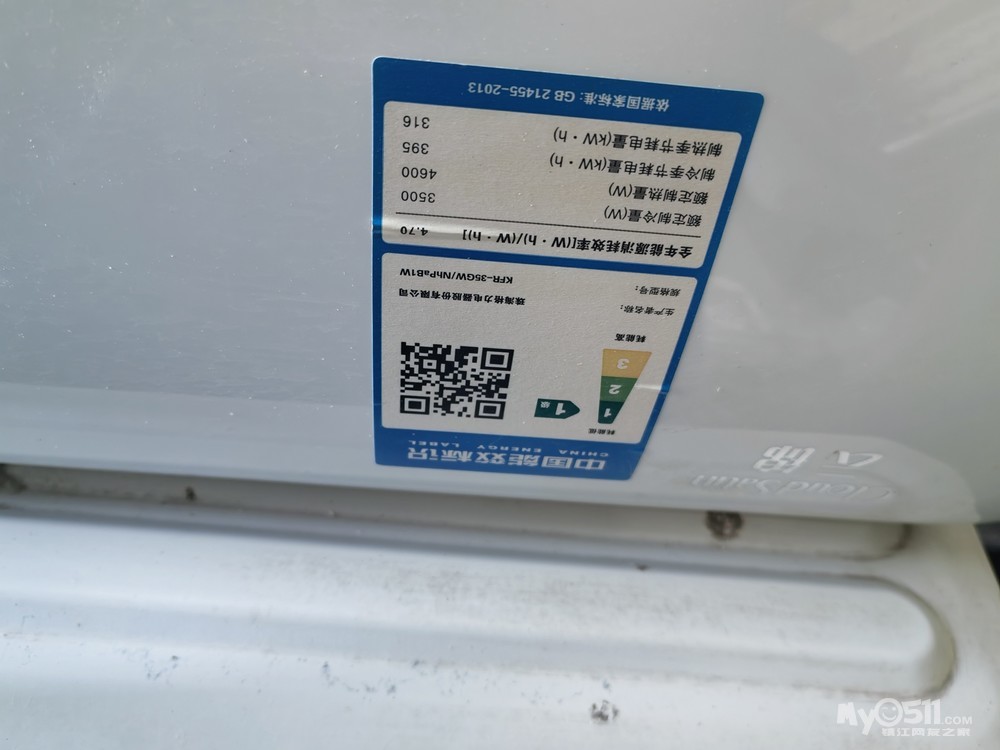 中国能效标识
CHINA ENERGY LABEL
耗能低
1
2
3
1级
耗能高
生产者名称: 珠海格力电器股份有限公司
规格型号: KFR-35GW/NhPaB1W
全年能源消耗效率[(W·h)/(W·h)] 4.70
额定制冷量(W) 3500
额定制热量(W) 4600
制冷季节耗电量(kW·h) 395
制热季节耗电量(kW·h) 316
依据国家标准: GB 21455-2013
My0511.COM
镇江网友之家